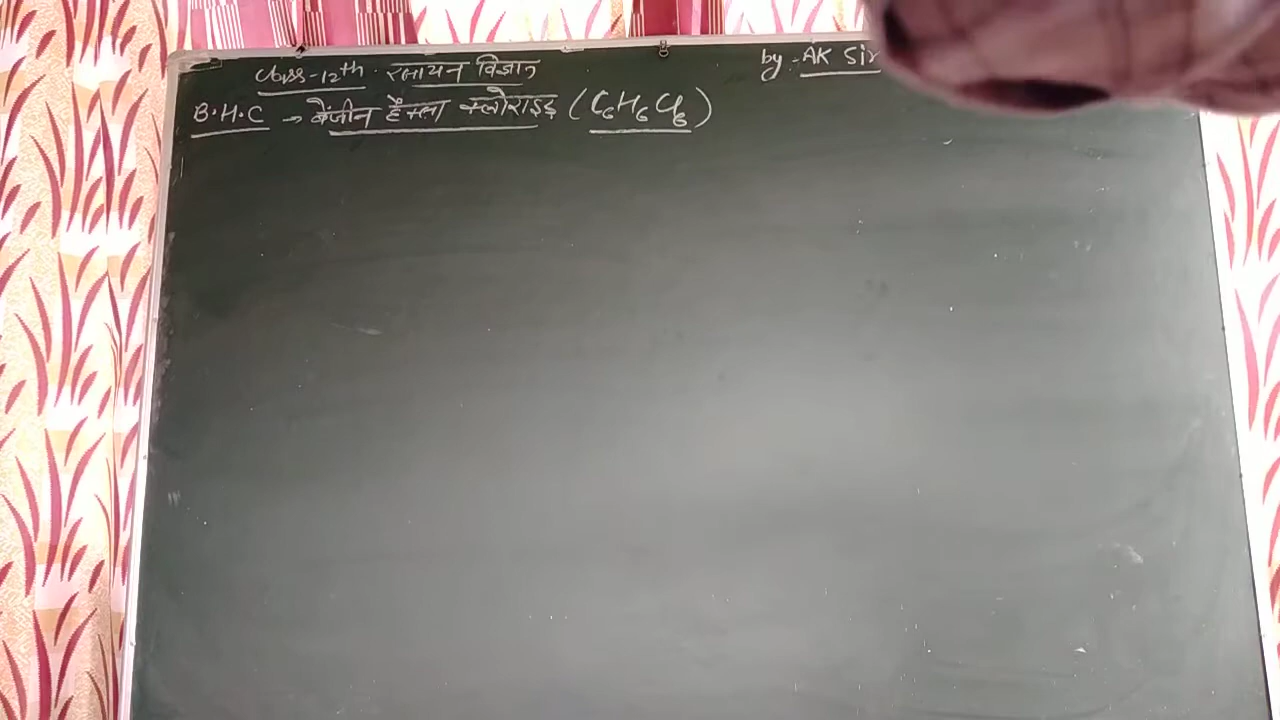 Class-12th. रसायन विज्ञान by:-AK Sir
B.H.C → बैंजीन हैक्सा क्लोराइड (C₆H₆Cl₆)